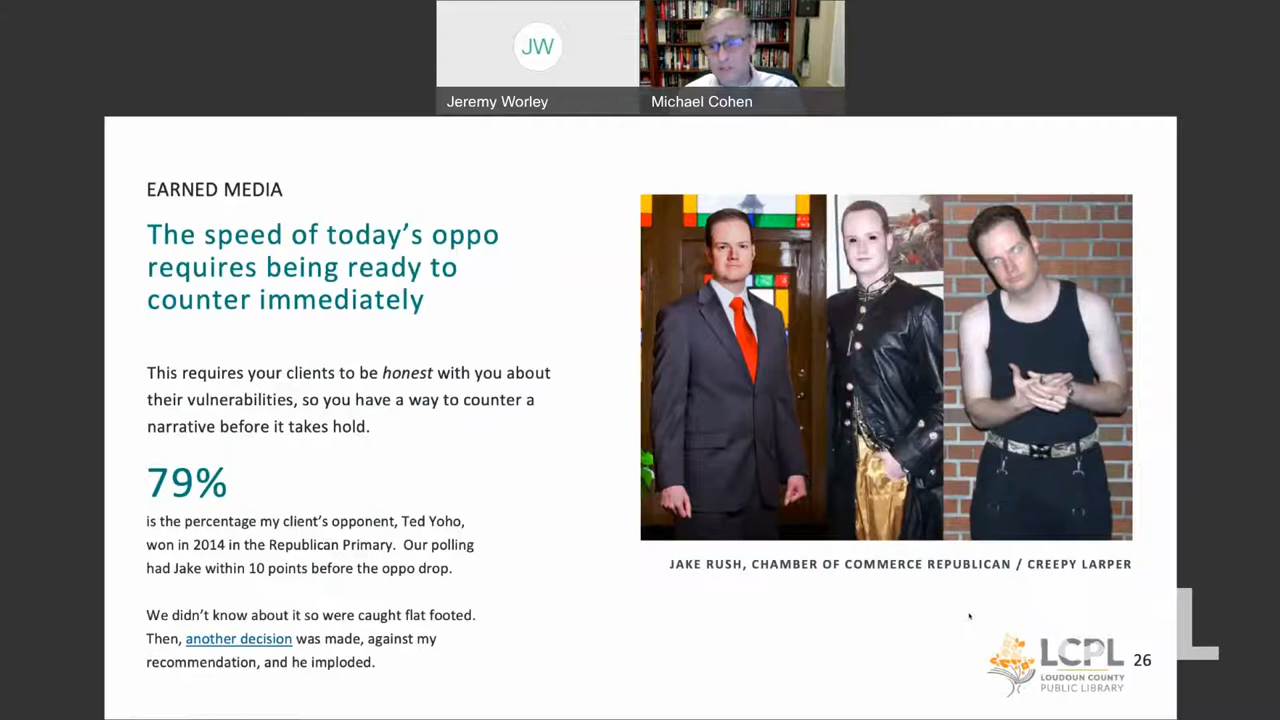 JW
Jeremy Worley
Michael Cohen
EARNED MEDIA
The speed of today's oppo
requires being ready to
counter immediately
This requires your clients to be honest with you about
their vulnerabilities, so you have a way to counter a
narrative before it takes hold.
79%
is the percentage my client's opponent, Ted Yoho,
won in 2014 in the Republican Primary.  Our polling
had Jake within 10 points before the oppo drop.
We didn't know about it so were caught flat footed.
Then, another decision was made, against my
recommendation, and he imploded.
JAKE RUSH, CHAMBER OF COMMERCE REPUBLICAN / CREEPY LARPER
LCPL
LOUDOUN COUNTY
PUBLIC LIBRARY
26
L